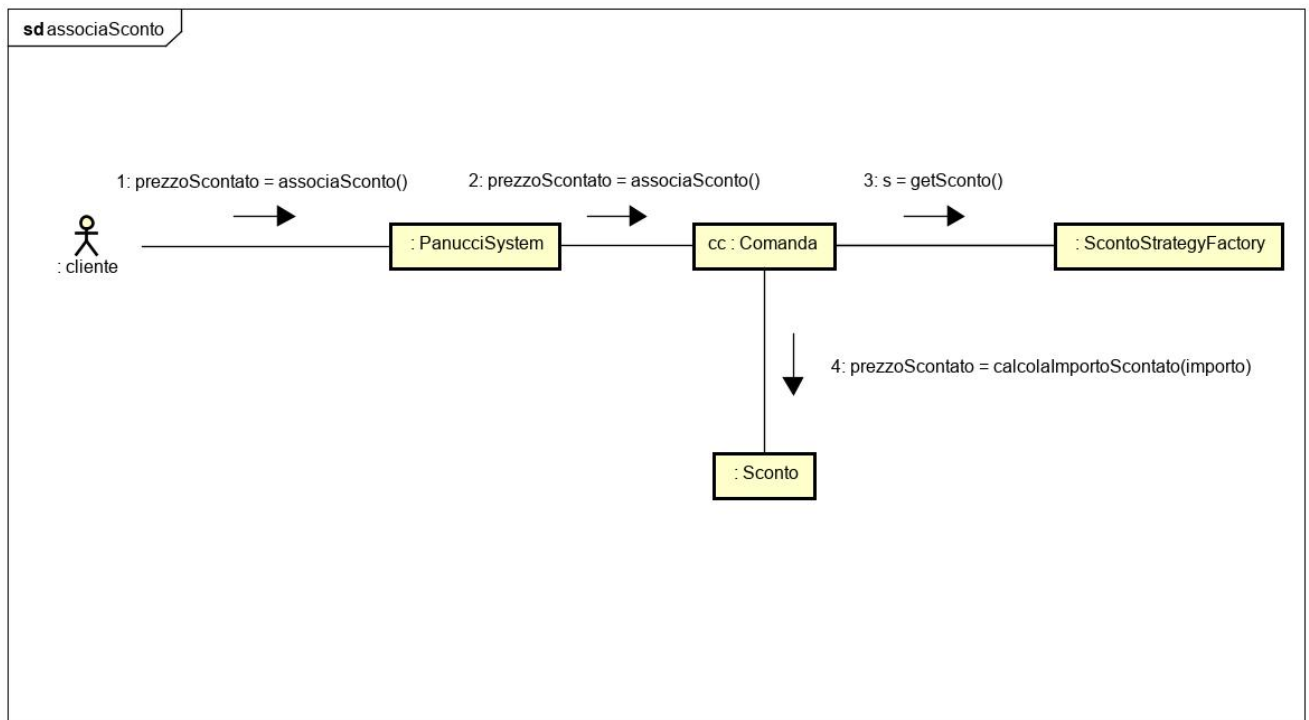 sd associaSconto
1: prezzoScontato = associaSconto()
2: prezzoScontato = associaSconto()
3: s = getSconto()
: cliente
: PanucciSystem
cc : Comanda
: ScontoStrategyFactory
4: prezzoScontato = calcolaImportoScontato(importo)
: Sconto